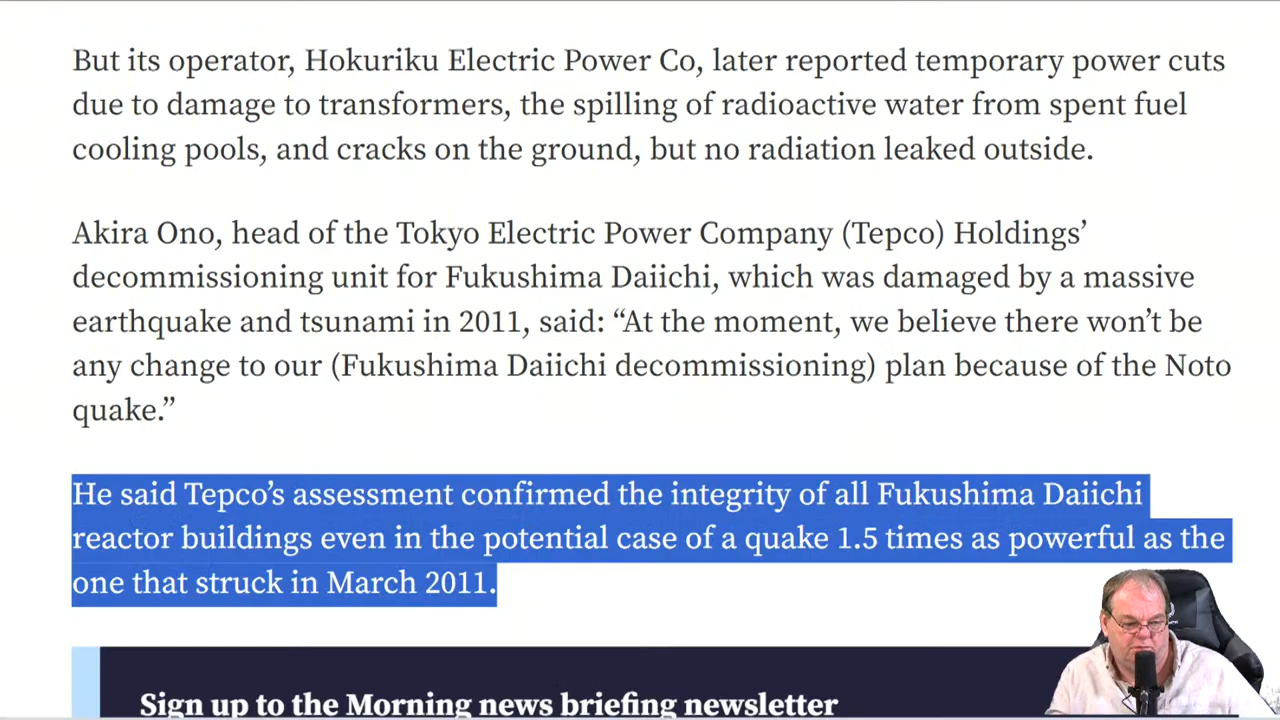 But its operator, Hokuriku Electric Power Co, later reported temporary power cuts
due to damage to transformers, the spilling of radioactive water from spent fuel
cooling pools, and cracks on the ground, but no radiation leaked outside.
Akira Ono, head of the Tokyo Electric Power Company (Tepco) Holdings’
decommissioning unit for Fukushima Daiichi, which was damaged by a massive
earthquake and tsunami in 2011, said: “At the moment, we believe there won’t be
any change to our (Fukushima Daiichi decommissioning) plan because of the Noto
quake.”
He said Tepco’s assessment confirmed the integrity of all Fukushima Daiichi
reactor buildings even in the potential case of a quake 1.5 times as powerful as the
one that struck in March 2011.
Sign up to the Morning news briefing newsletter